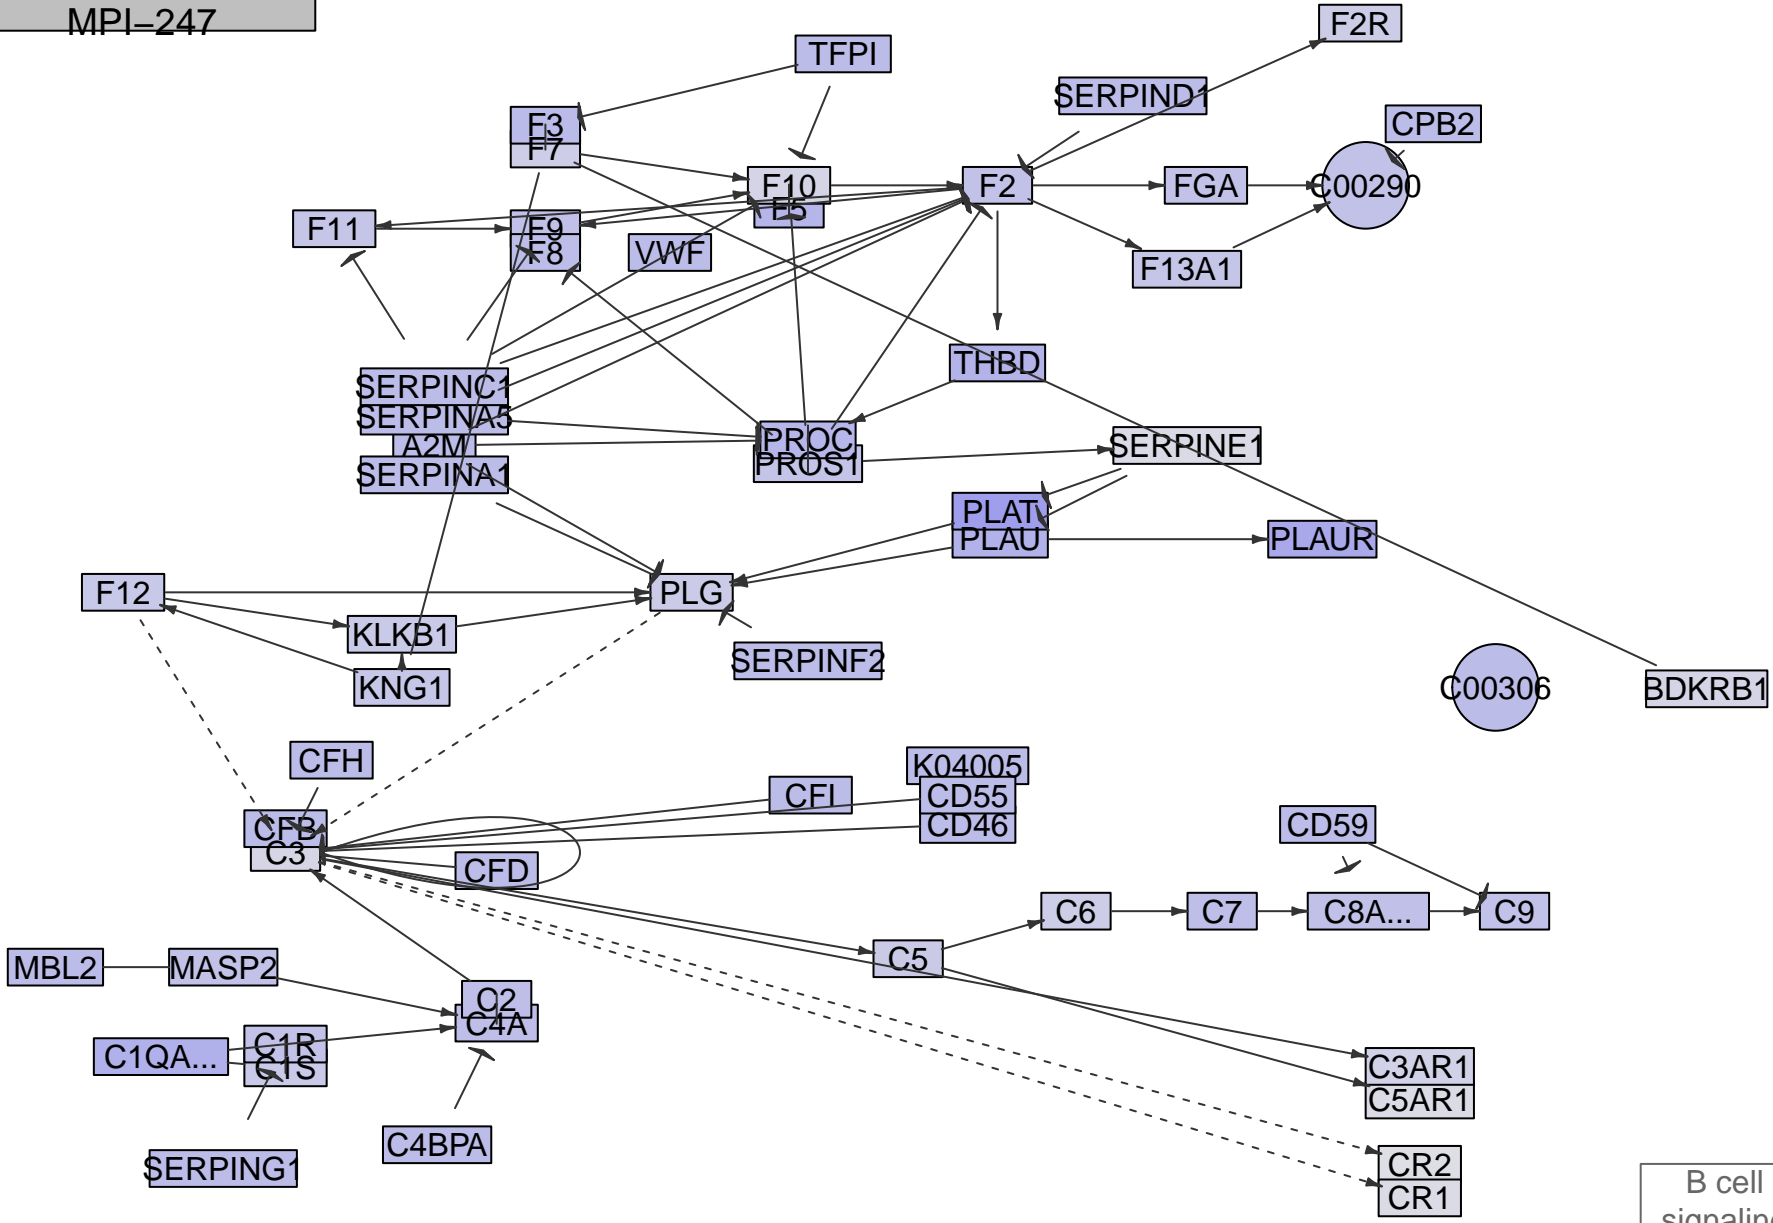 MPI–247
F2R
TFPI
SERPIND1
CPB2
F3
F7
F10
F5
F2
FGA
C00290
F11
F9
F8
VWF
F13A1
THBD
SERPINC1
SERPINA5
A2M
SERPINA1
PROC
PROS1
SERPINE1
PLAT
PLAU
PLAUR
F12
PLG
KLKB1
SERPINF2
KNG1
C00306
BDKRB1
CFH
K04005
CFI
CD55
CD46
CFB
C3
CFD
CD59
C6
C7
C8A...
C9
C5
MBL2
MASP2
C2
C4A
C1QA...
C1R
C1S
C3AR1
C5AR1
C4BPA
SERPING1
CR2
CR1
B cell
signaling